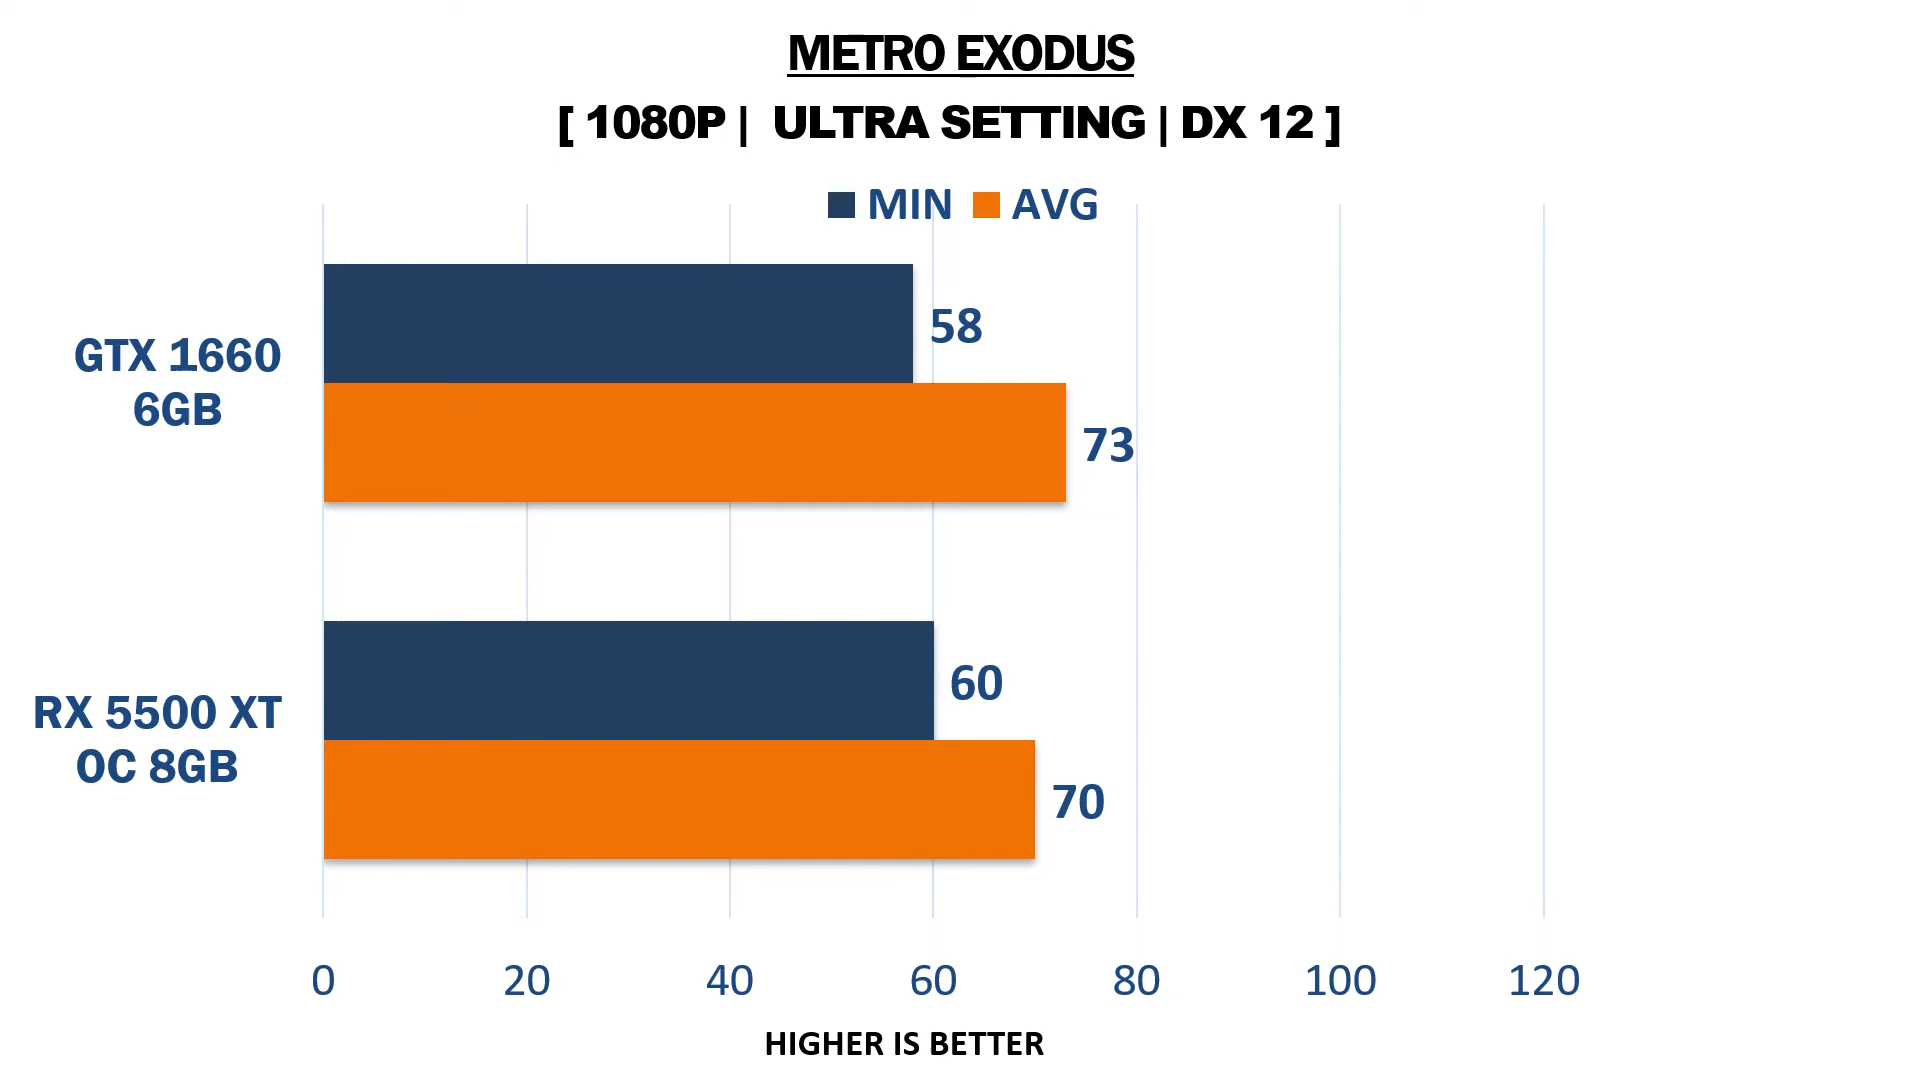 METRO EXODUS
[ 1080P | ULTRA SETTING | DX 12 ]
MIN AVG
GTX 1660
6GB
58
73
RX 5500 XT
OC 8GB
60
70
0 20 40 60 80 100 120
HIGHER IS BETTER